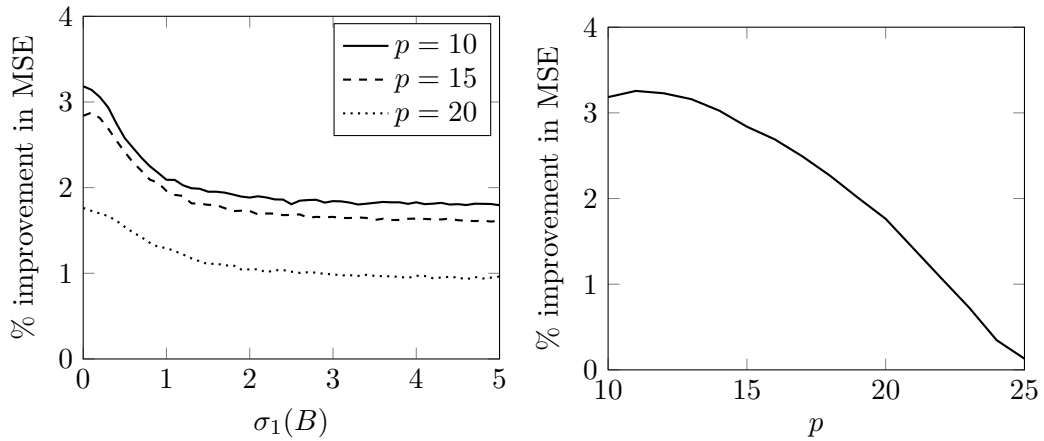 % improvement in MSE
4
3
2
1
0
0 1 2 3 4 5
σ₁(B)
p = 10
p = 15
p = 20
% improvement in MSE
4
3
2
1
0
10 15 20 25
p